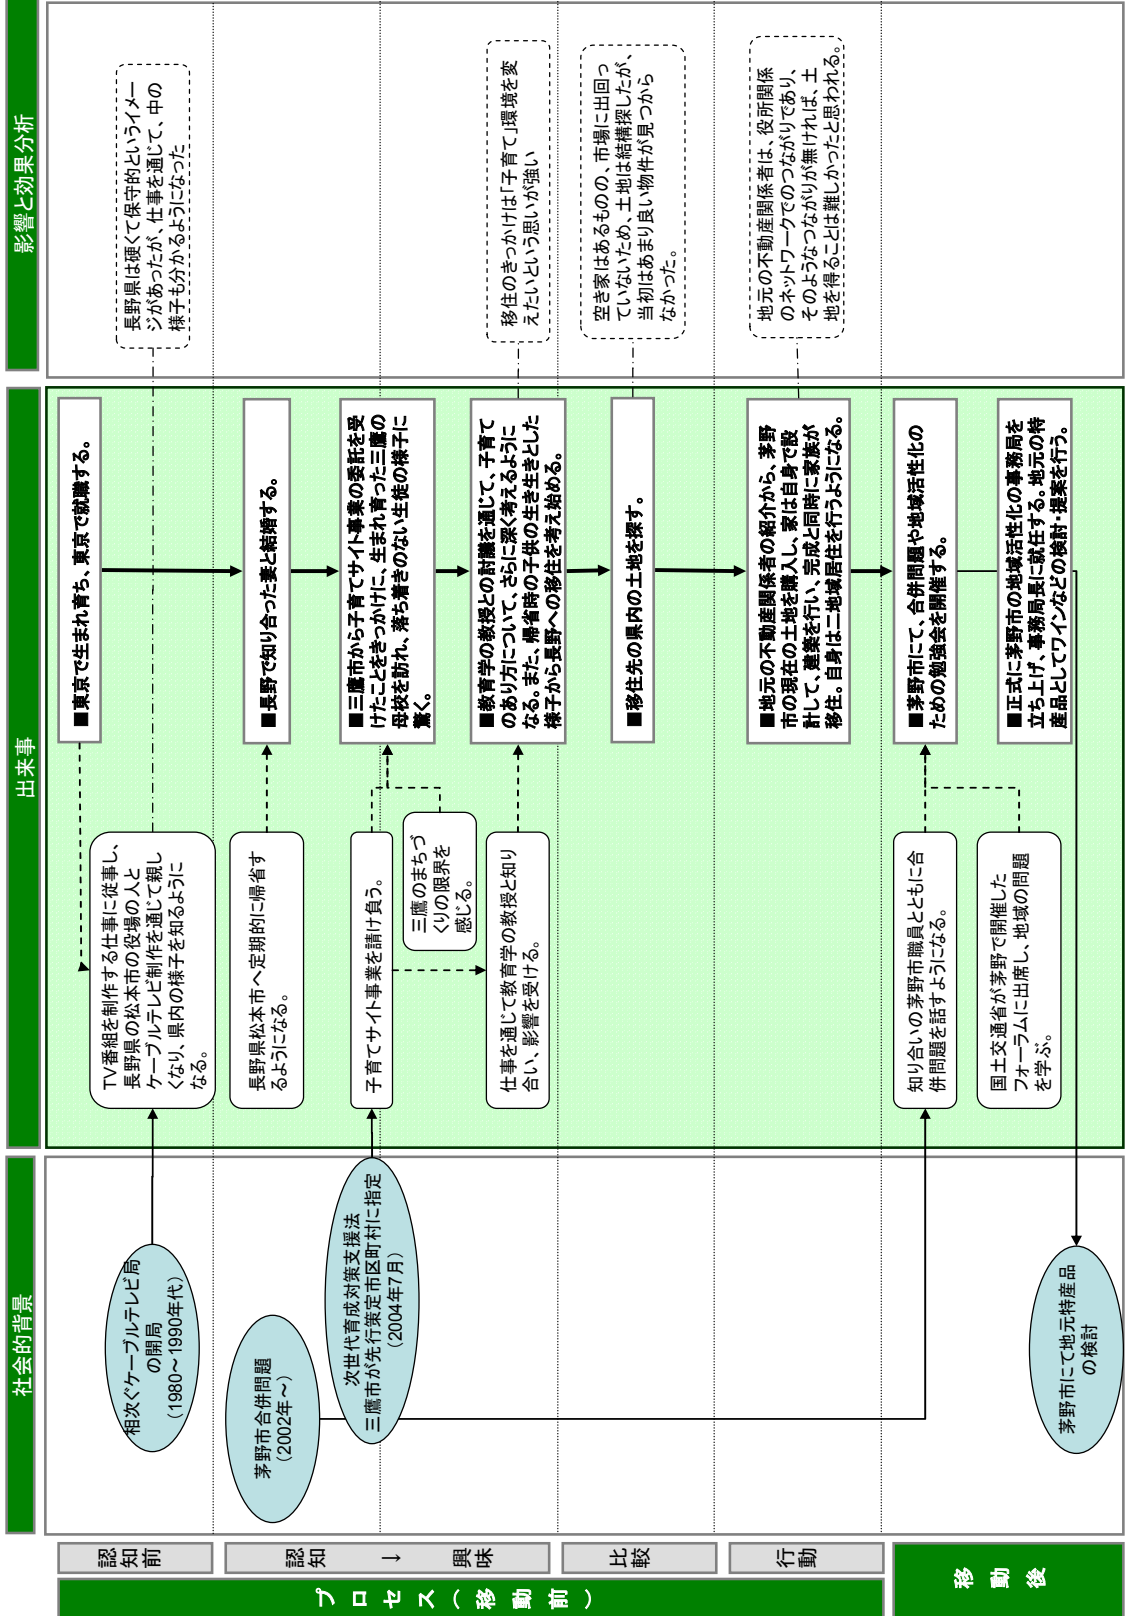 社会的背景
出来事
影響と効果分析
プロセス(移動前)
認知前
認知
→
興味
比較
行動
移動後
相次ぐケーブルテレビ局
の開局
(1980~1990年代)
茅野市合併問題
(2002年~)
次世代育成対策支援法
三鷹市が先行策定市区町村に指定
(2004年7月)
茅野市にて地元特産品
の検討
TV番組を制作する仕事に従事し、
長野県の松本市の役場の人と
ケーブルテレビ制作を通じて親し
くなり、県内の様子を知るように
なる。
長野県松本市へ定期的に帰省す
るようになる。
子育てサイト事業を請け負う。
三鷹のまちづ
くりの限界を
感じる。
仕事を通じて教育学の教授と知り
合い、影響を受ける。
知り合いの茅野市職員とともに合
併問題を話すようになる。
国土交通省が茅野で開催した
フォーラムに出席し、地域の問題
を学ぶ。
■東京で生まれ育ち、東京で就職する。
■長野で知り合った妻と結婚する。
■三鷹市から子育てサイト事業の委託を受
けたことをきっかけに、生まれ育った三鷹の
母校を訪れ、落ち着きのない生徒の様子に
驚く。
■教育学の教授との討議を通じて、子育て
のあり方について、さらに深く考えるように
なる。また、帰省時の子供の生き生きとした
様子から長野への移住を考え始める。
■移住先の県内の土地を探す。
■地元の不動産関係者の紹介から、茅野
市の現在の土地を購入し、家は自身で設
計して、建築を行い、完成と同時に家族が
移住。自身は二地域居住を行うようになる。
■茅野市にて、合併問題や地域活性化の
ための勉強会を開催する。
■正式に茅野市の地域活性化の事務局を
立ち上げ、事務局長に就任する。地元の特
産品としてワインなどの検討・提案を行う。
長野県は硬くて保守的というイメー
ジがあったが、仕事を通じて、中の
様子も分かるようになった
移住のきっかけは「子育て」環境を変
えたいという思いが強い
空き家はあるものの、市場に出回っ
ていないため、土地は結構探したが、
当初はあまり良い物件が見つから
なかった。
地元の不動産関係者は、役所関係
のネットワークでのつながりであり、
そのようなつながりが無ければ、土
地を得ることは難しかったと思われる。